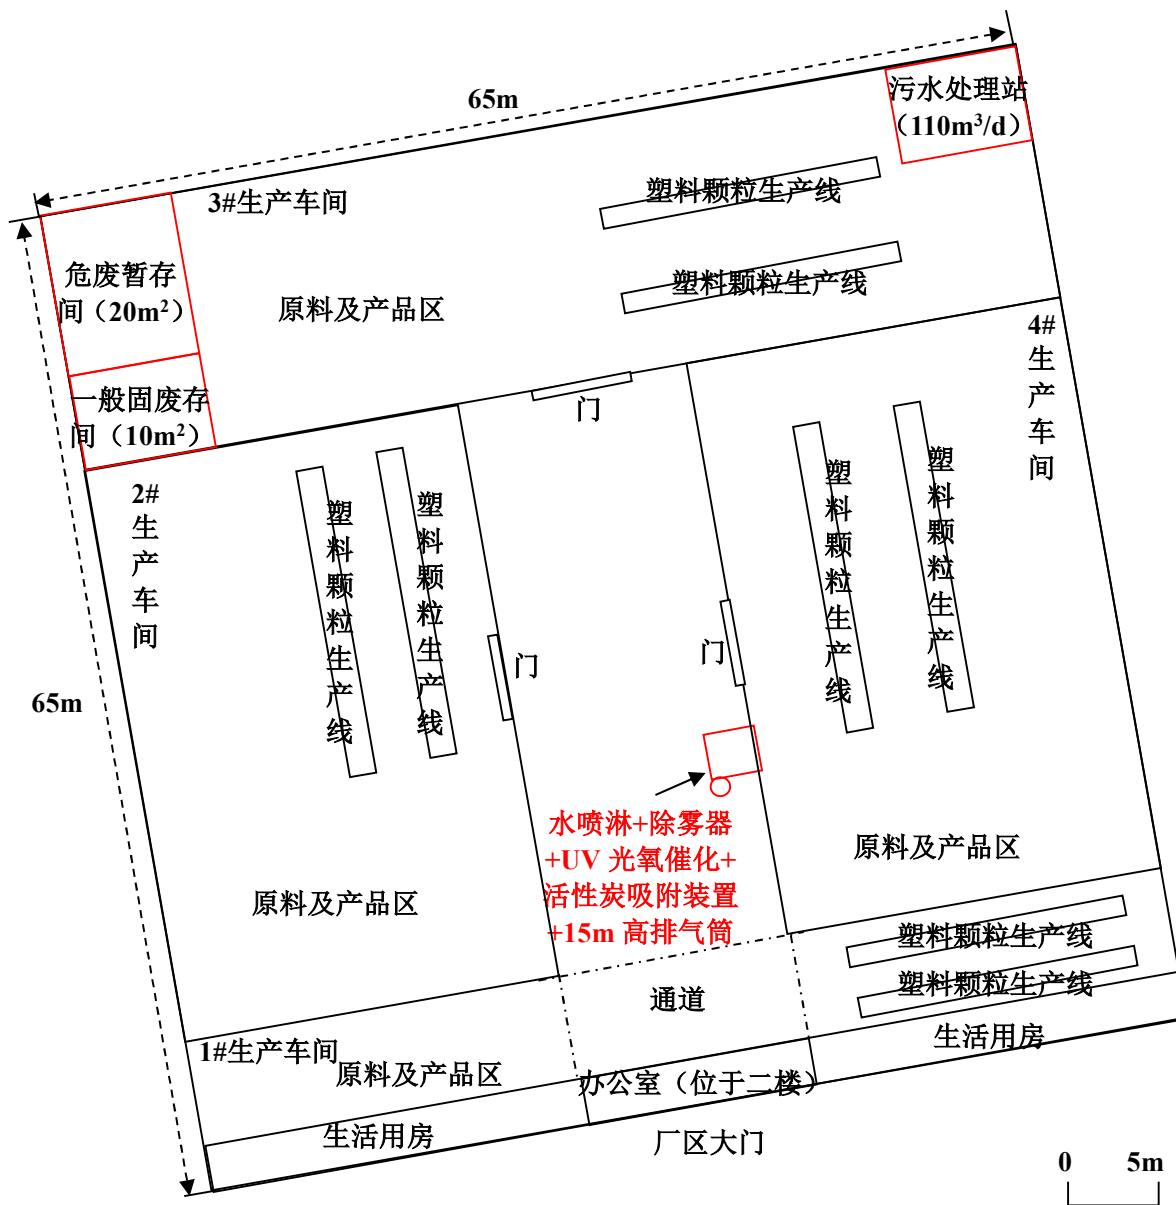 65m
污水处理站
（110m³/d）
3#生产车间
塑料颗粒生产线
危废暂存
间（20m²）
原料及产品区
塑料颗粒生产线
4#生产车间
一般固废存
间（10m²）
门
2#生产车间
塑料颗粒生产线
塑料颗粒生产线
塑料颗粒生产线
塑料颗粒生产线
门
门
65m
水喷淋+除雾器
+UV 光氧催化+
活性炭吸附装置
+15m 高排气筒
原料及产品区
原料及产品区
塑料颗粒生产线
塑料颗粒生产线
通道
1#生产车间
原料及产品区
生活用房
办公室（位于二楼）
生活用房
厂区大门
0 5m